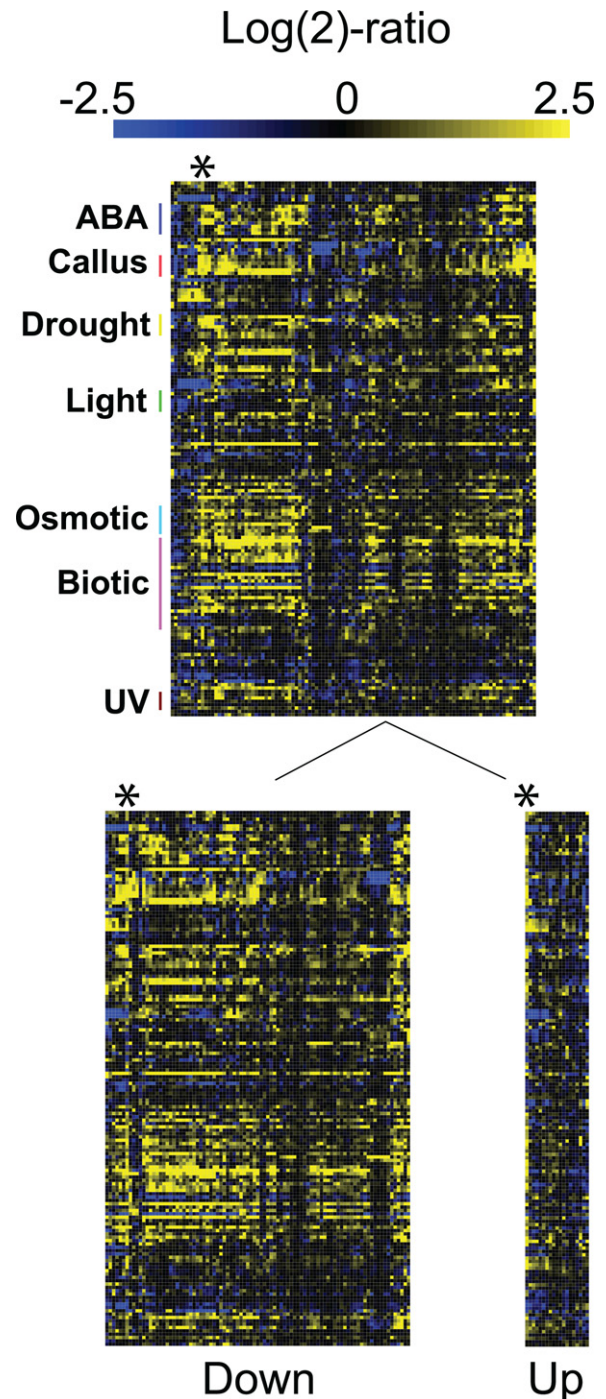 Log(2)-ratio
-2.5 0 2.5
*
ABA
Callus
Drought
Light
Osmotic
Biotic
UV
* *
Down Up